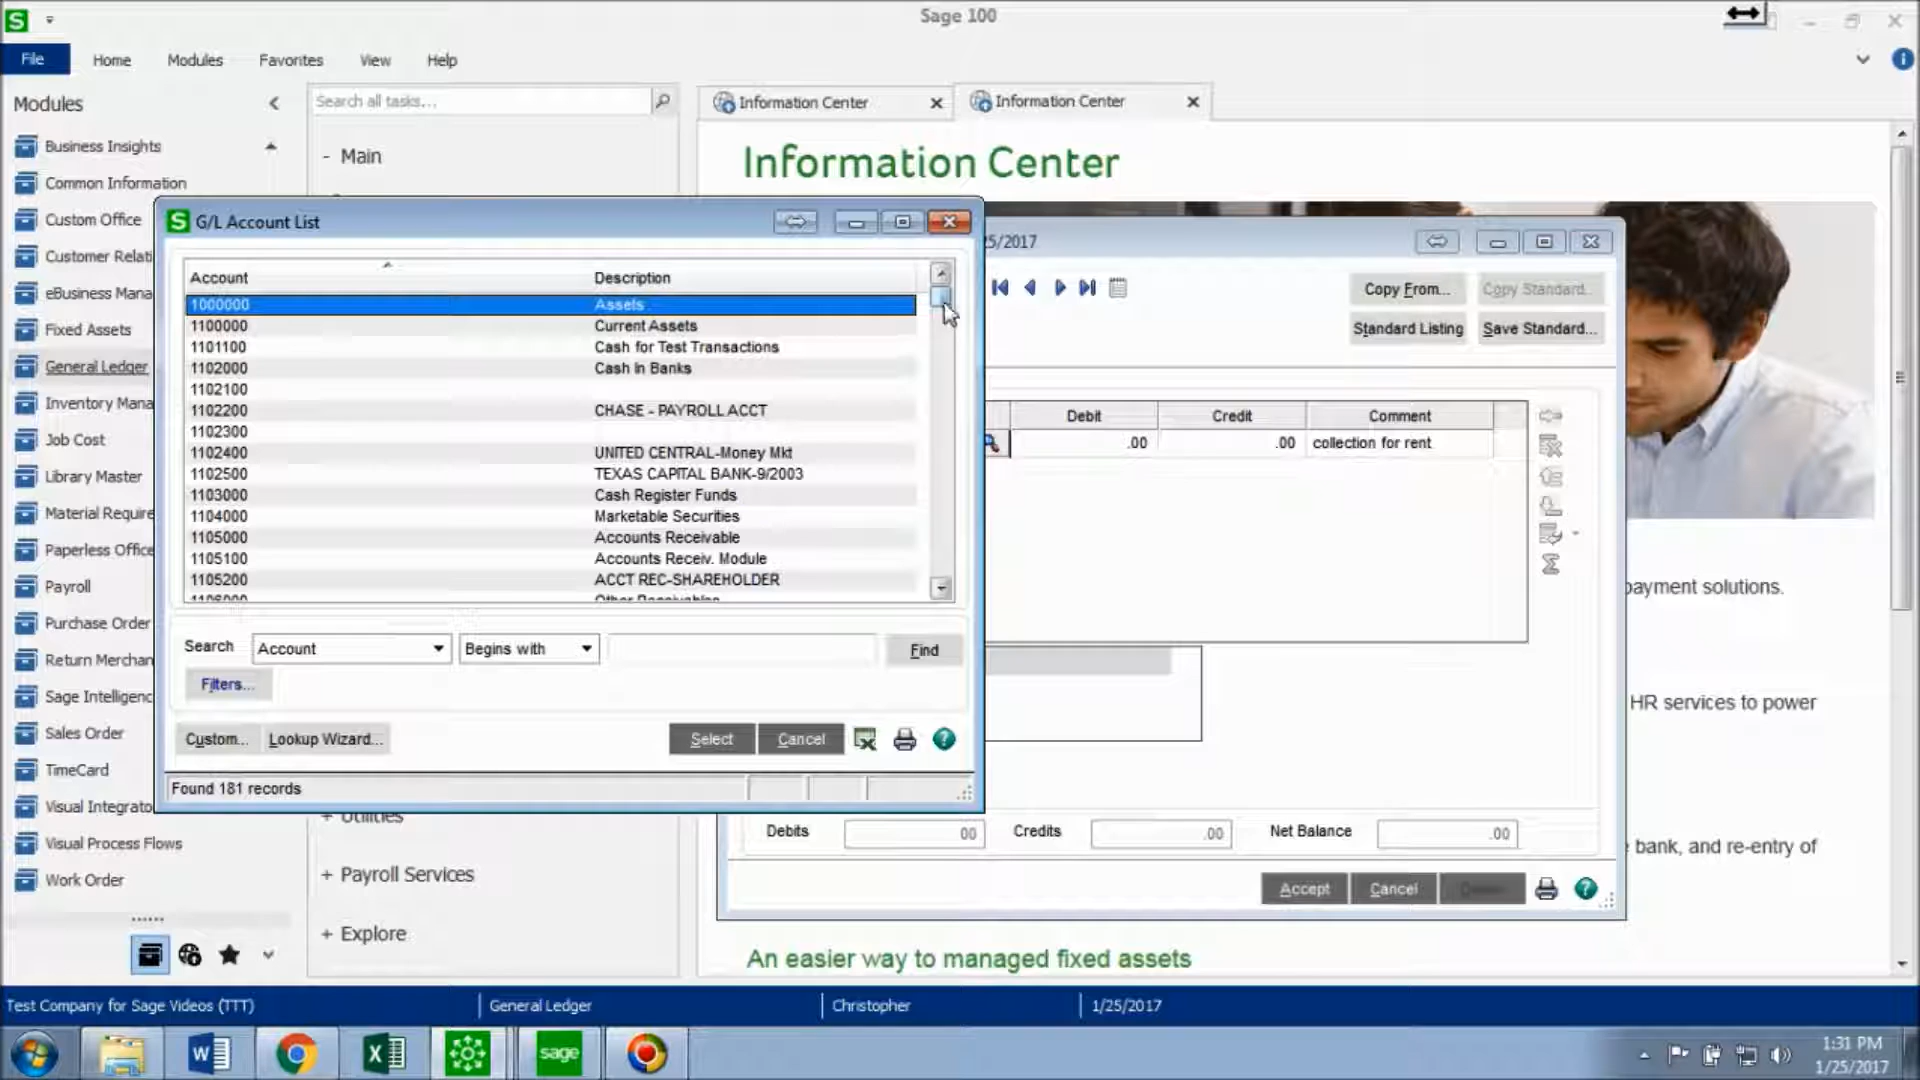 Sage 100
File Home Modules Favorites View Help
Modules
Search all tasks...
Information Center
Information Center
Business Insights
Common Information
Custom Office
Customer Relati
eBusiness Mana
Fixed Assets
General Ledger
Inventory Mana
Job Cost
Library Master
Material Require
Paperless Office
Payroll
Purchase Order
Return Merchan
Sage Intelligenc
Sales Order
TimeCard
Visual Integrato
Visual Process Flows
Work Order
- Main
+ Utilities
+ Payroll Services
+ Explore
Information Center
G/L Account List
Account Description
1000000 Assets
1100000 Current Assets
1101100 Cash for Test Transactions
1102000 Cash In Banks
1102100
1102200 CHASE - PAYROLL ACCT
1102300
1102400 UNITED CENTRAL-Money Mkt
1102500 TEXAS CAPITAL BANK-9/2003
1103000 Cash Register Funds
1104000 Marketable Securities
1105000 Accounts Receivable
1105100 Accounts Receiv. Module
1105200 ACCT REC-SHAREHOLDER
1106000 Other Receivables
Search Account Begins with Find
Filters...
Custom... Lookup Wizard... Select Cancel
Found 181 records
25/2017
Copy From... Copy Standard...
Standard Listing Save Standard...
Debit Credit Comment
.00 .00 collection for rent
Debits 00 Credits .00 Net Balance .00
Accept Cancel
payment solutions.
HR services to power
bank, and re-entry of
An easier way to managed fixed assets
Test Company for Sage Videos (TTT) General Ledger Christopher 1/25/2017
sage
1:31 PM
1/25/2017